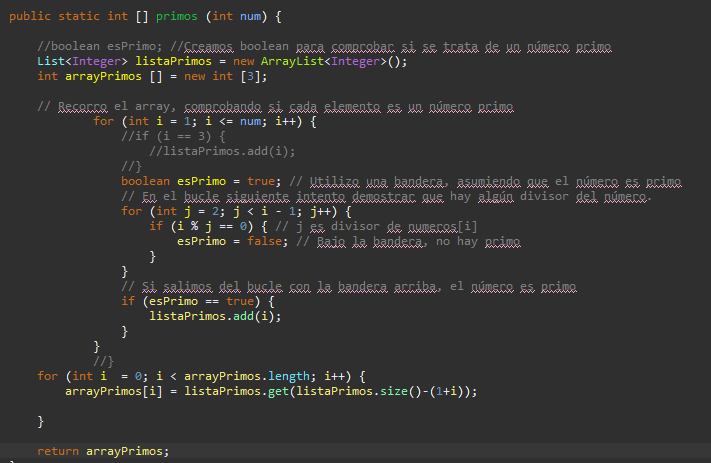 public static int [] primos (int num) {
//boolean esPrimo; //Creamos boolean para comprobar si se trata de un número primo
List<Integer> listaPrimos = new ArrayList<Integer>();
int arrayPrimos [] = new int [3];
// Recorro el array, comprobando si cada elemento es un número primo
for (int i = 1; i <= num; i++) {
//if (i == 3) {
//listaPrimos.add(i);
//}
boolean esPrimo = true; // Utilizo una bandera, asumiendo que el número es primo
// En el bucle siguiente intento demostrar que hay algún divisor del número.
for (int j = 2; j < i - 1; j++) {
if (i % j == 0) { // j es divisor de numeros[i]
esPrimo = false; // Bajo la bandera, no hay primo
}
}
// Si salimos del bucle con la bandera arriba, el número es primo
if (esPrimo == true) {
listaPrimos.add(i);
}
}
//}
for (int i  = 0; i < arrayPrimos.length; i++) {
arrayPrimos[i] = listaPrimos.get(listaPrimos.size()-(1+i));
}
return arrayPrimos;